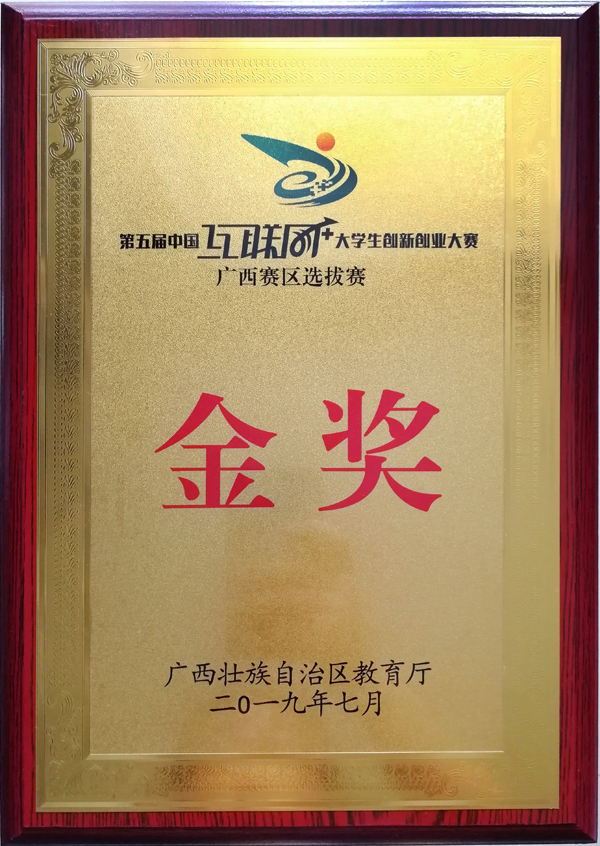 第五届中国互联网+大学生创新创业大赛
广西赛区选拔赛
金奖
广西壮族自治区教育厅
二0一九年七月